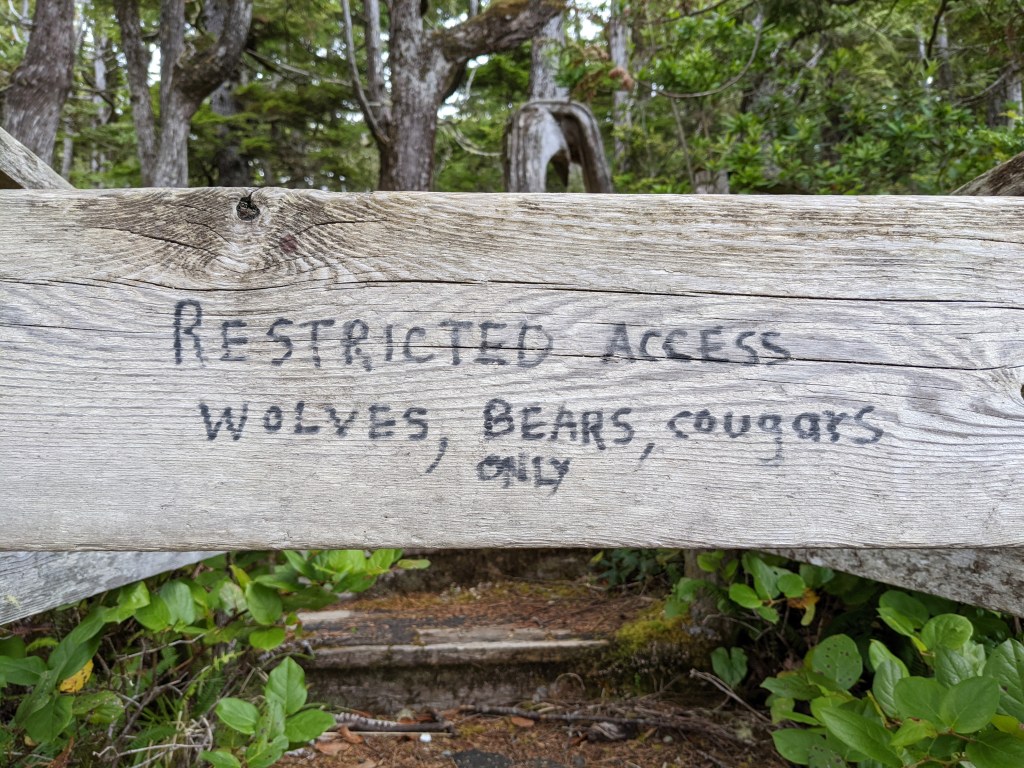 RESTRICTED ACCESS
WOLVES, BEARS, cougars
ONLY